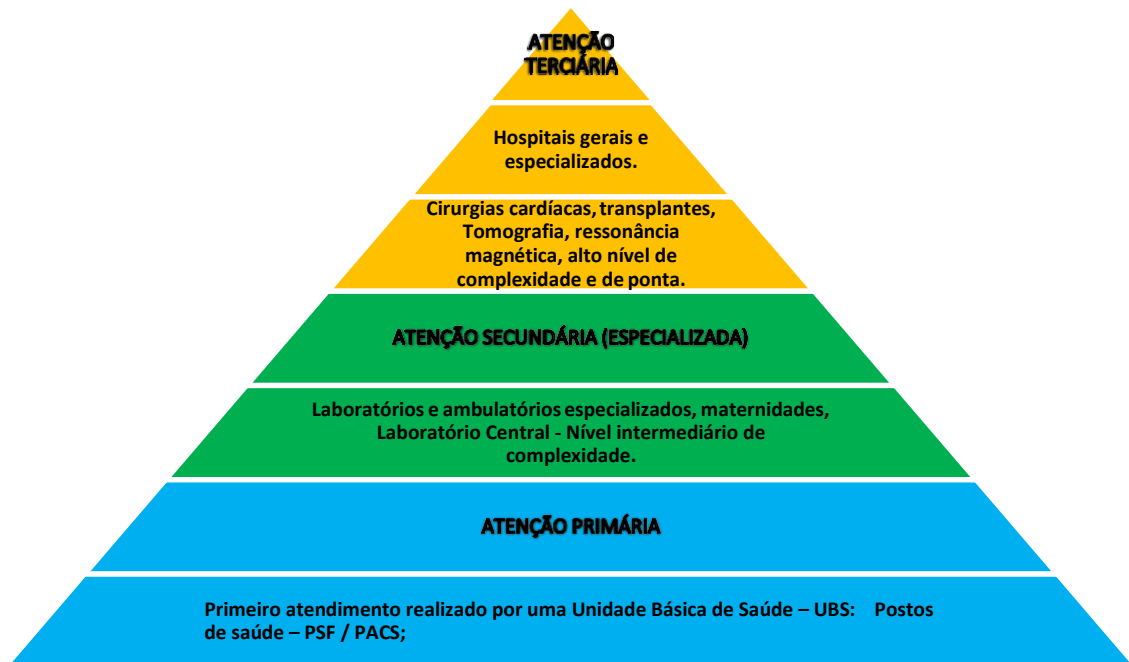 ATENÇÃO
TERCIÁRIA
Hospitais gerais e
especializados.
Cirurgias cardíacas, transplantes,
Tomografia, ressonância
magnética, alto nível de
complexidade e de ponta.
ATENÇÃO SECUNDÁRIA (ESPECIALIZADA)
Laboratórios e ambulatórios especializados, maternidades,
Laboratório Central - Nível intermediário de
complexidade.
ATENÇÃO PRIMÁRIA
Primeiro atendimento realizado por uma Unidade Básica de Saúde – UBS: Postos
de saúde – PSF / PACS;